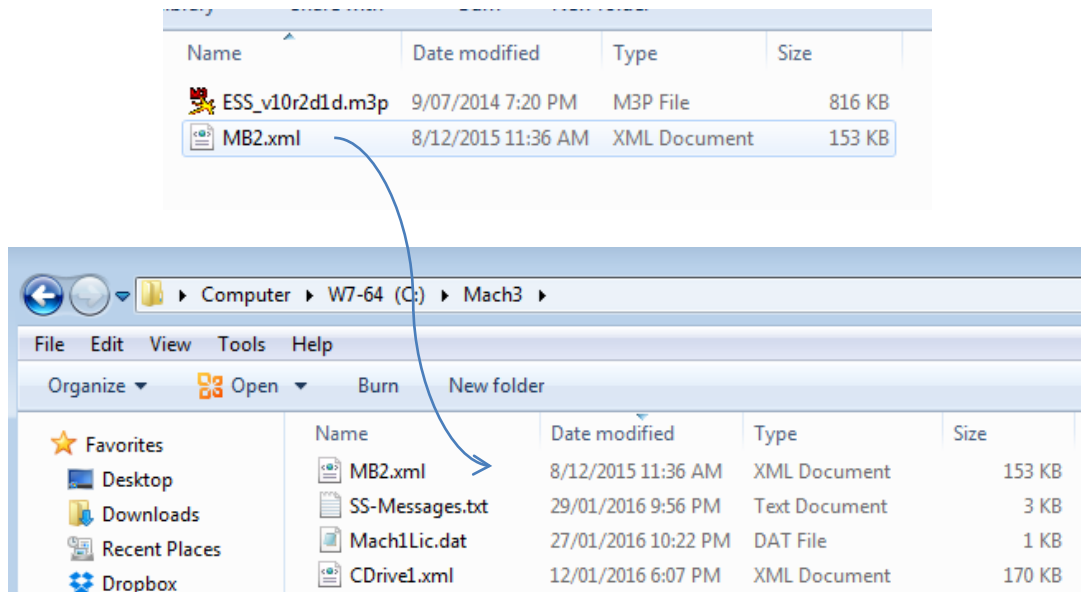 Name Date modified Type Size
ESS_v10r2d1d.m3p 9/07/2014 7:20 PM M3P File 816 KB
MB2.xml 8/12/2015 11:36 AM XML Document 153 KB
Computer W7-64 (C:) Mach3
File Edit View Tools Help
Organize Open Burn New folder
Favorites
Desktop
Downloads
Recent Places
Dropbox
Name Date modified Type Size
MB2.xml 8/12/2015 11:36 AM XML Document 153 KB
SS-Messages.txt 29/01/2016 9:56 PM Text Document 3 KB
Mach1Lic.dat 27/01/2016 10:22 PM DAT File 1 KB
CDrive1.xml 12/01/2016 6:07 PM XML Document 170 KB